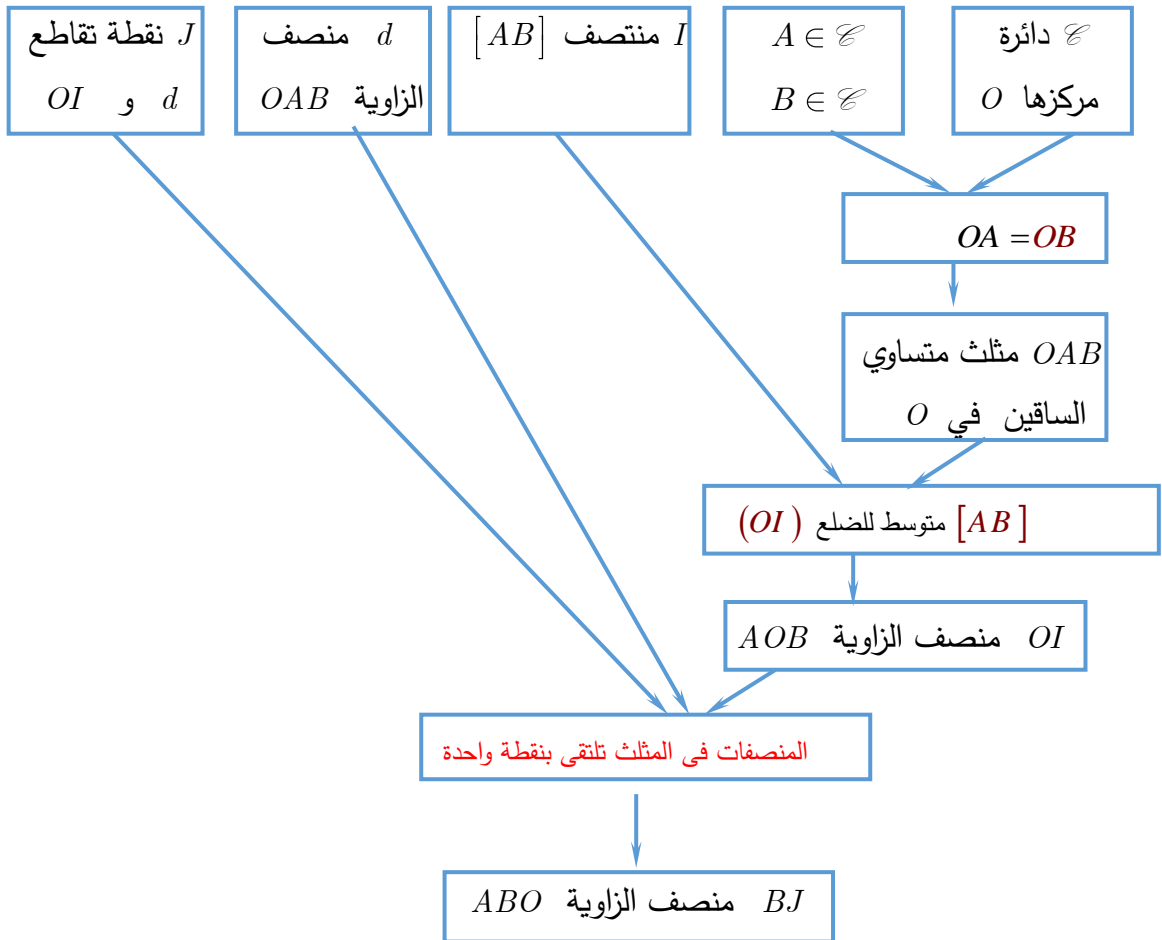 𝒞 دائرة
مركزها O
A ∈ 𝒞
B ∈ 𝒞
I منتصف [AB]
d منصف
الزاوية OAB
J نقطة تقاطع
d و OI
OA = OB
OAB مثلث متساوي
الساقين في O
(OI) متوسط للضلع [AB]
OI منصف الزاوية AOB
المنصفات في المثلث تلتقي بنقطة واحدة
BJ منصف الزاوية ABO